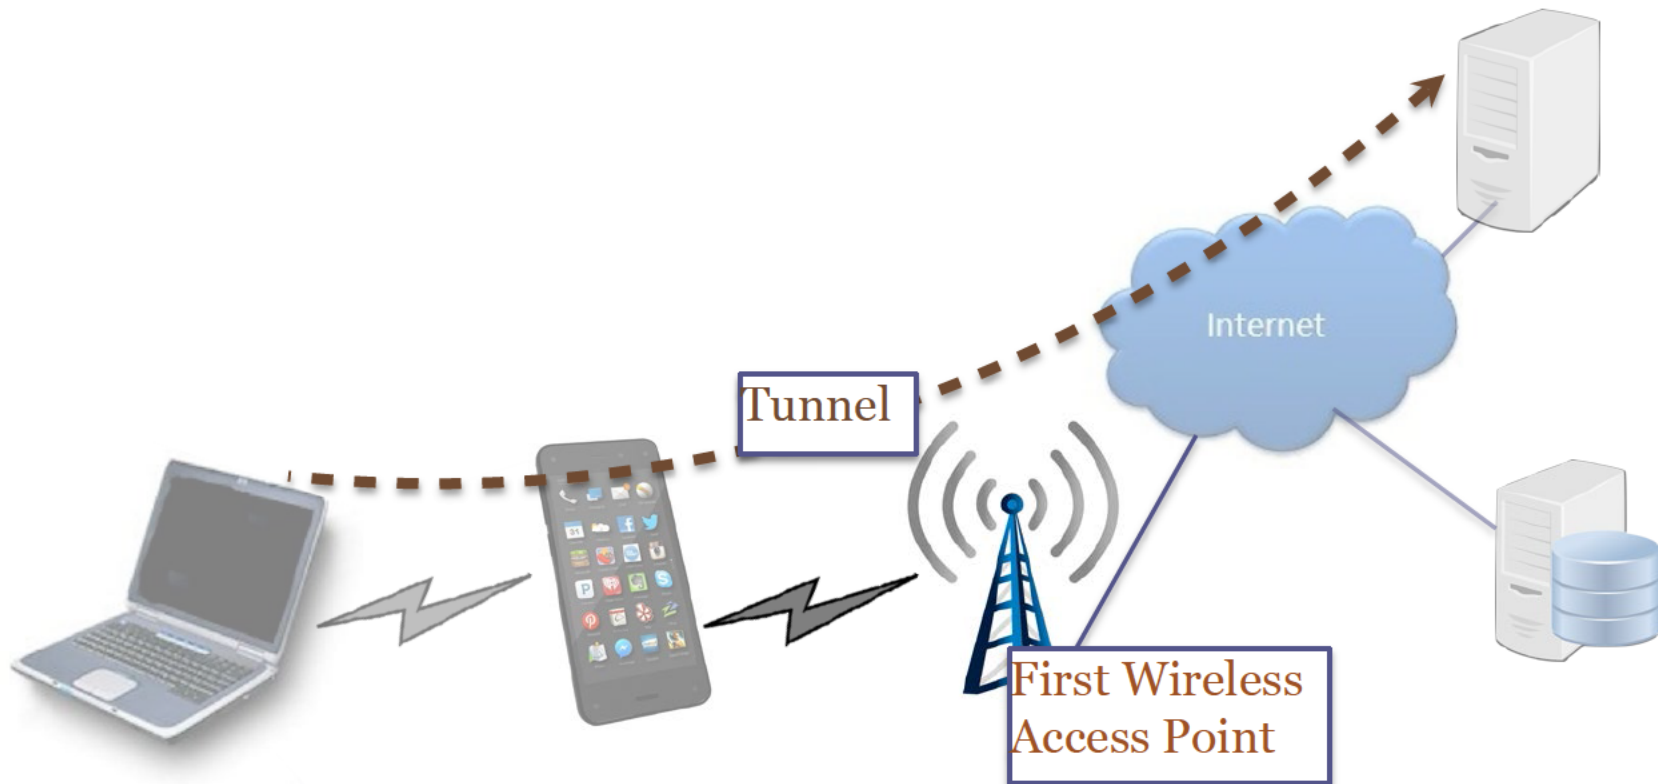 Tunnel
Internet
First Wireless
Access Point